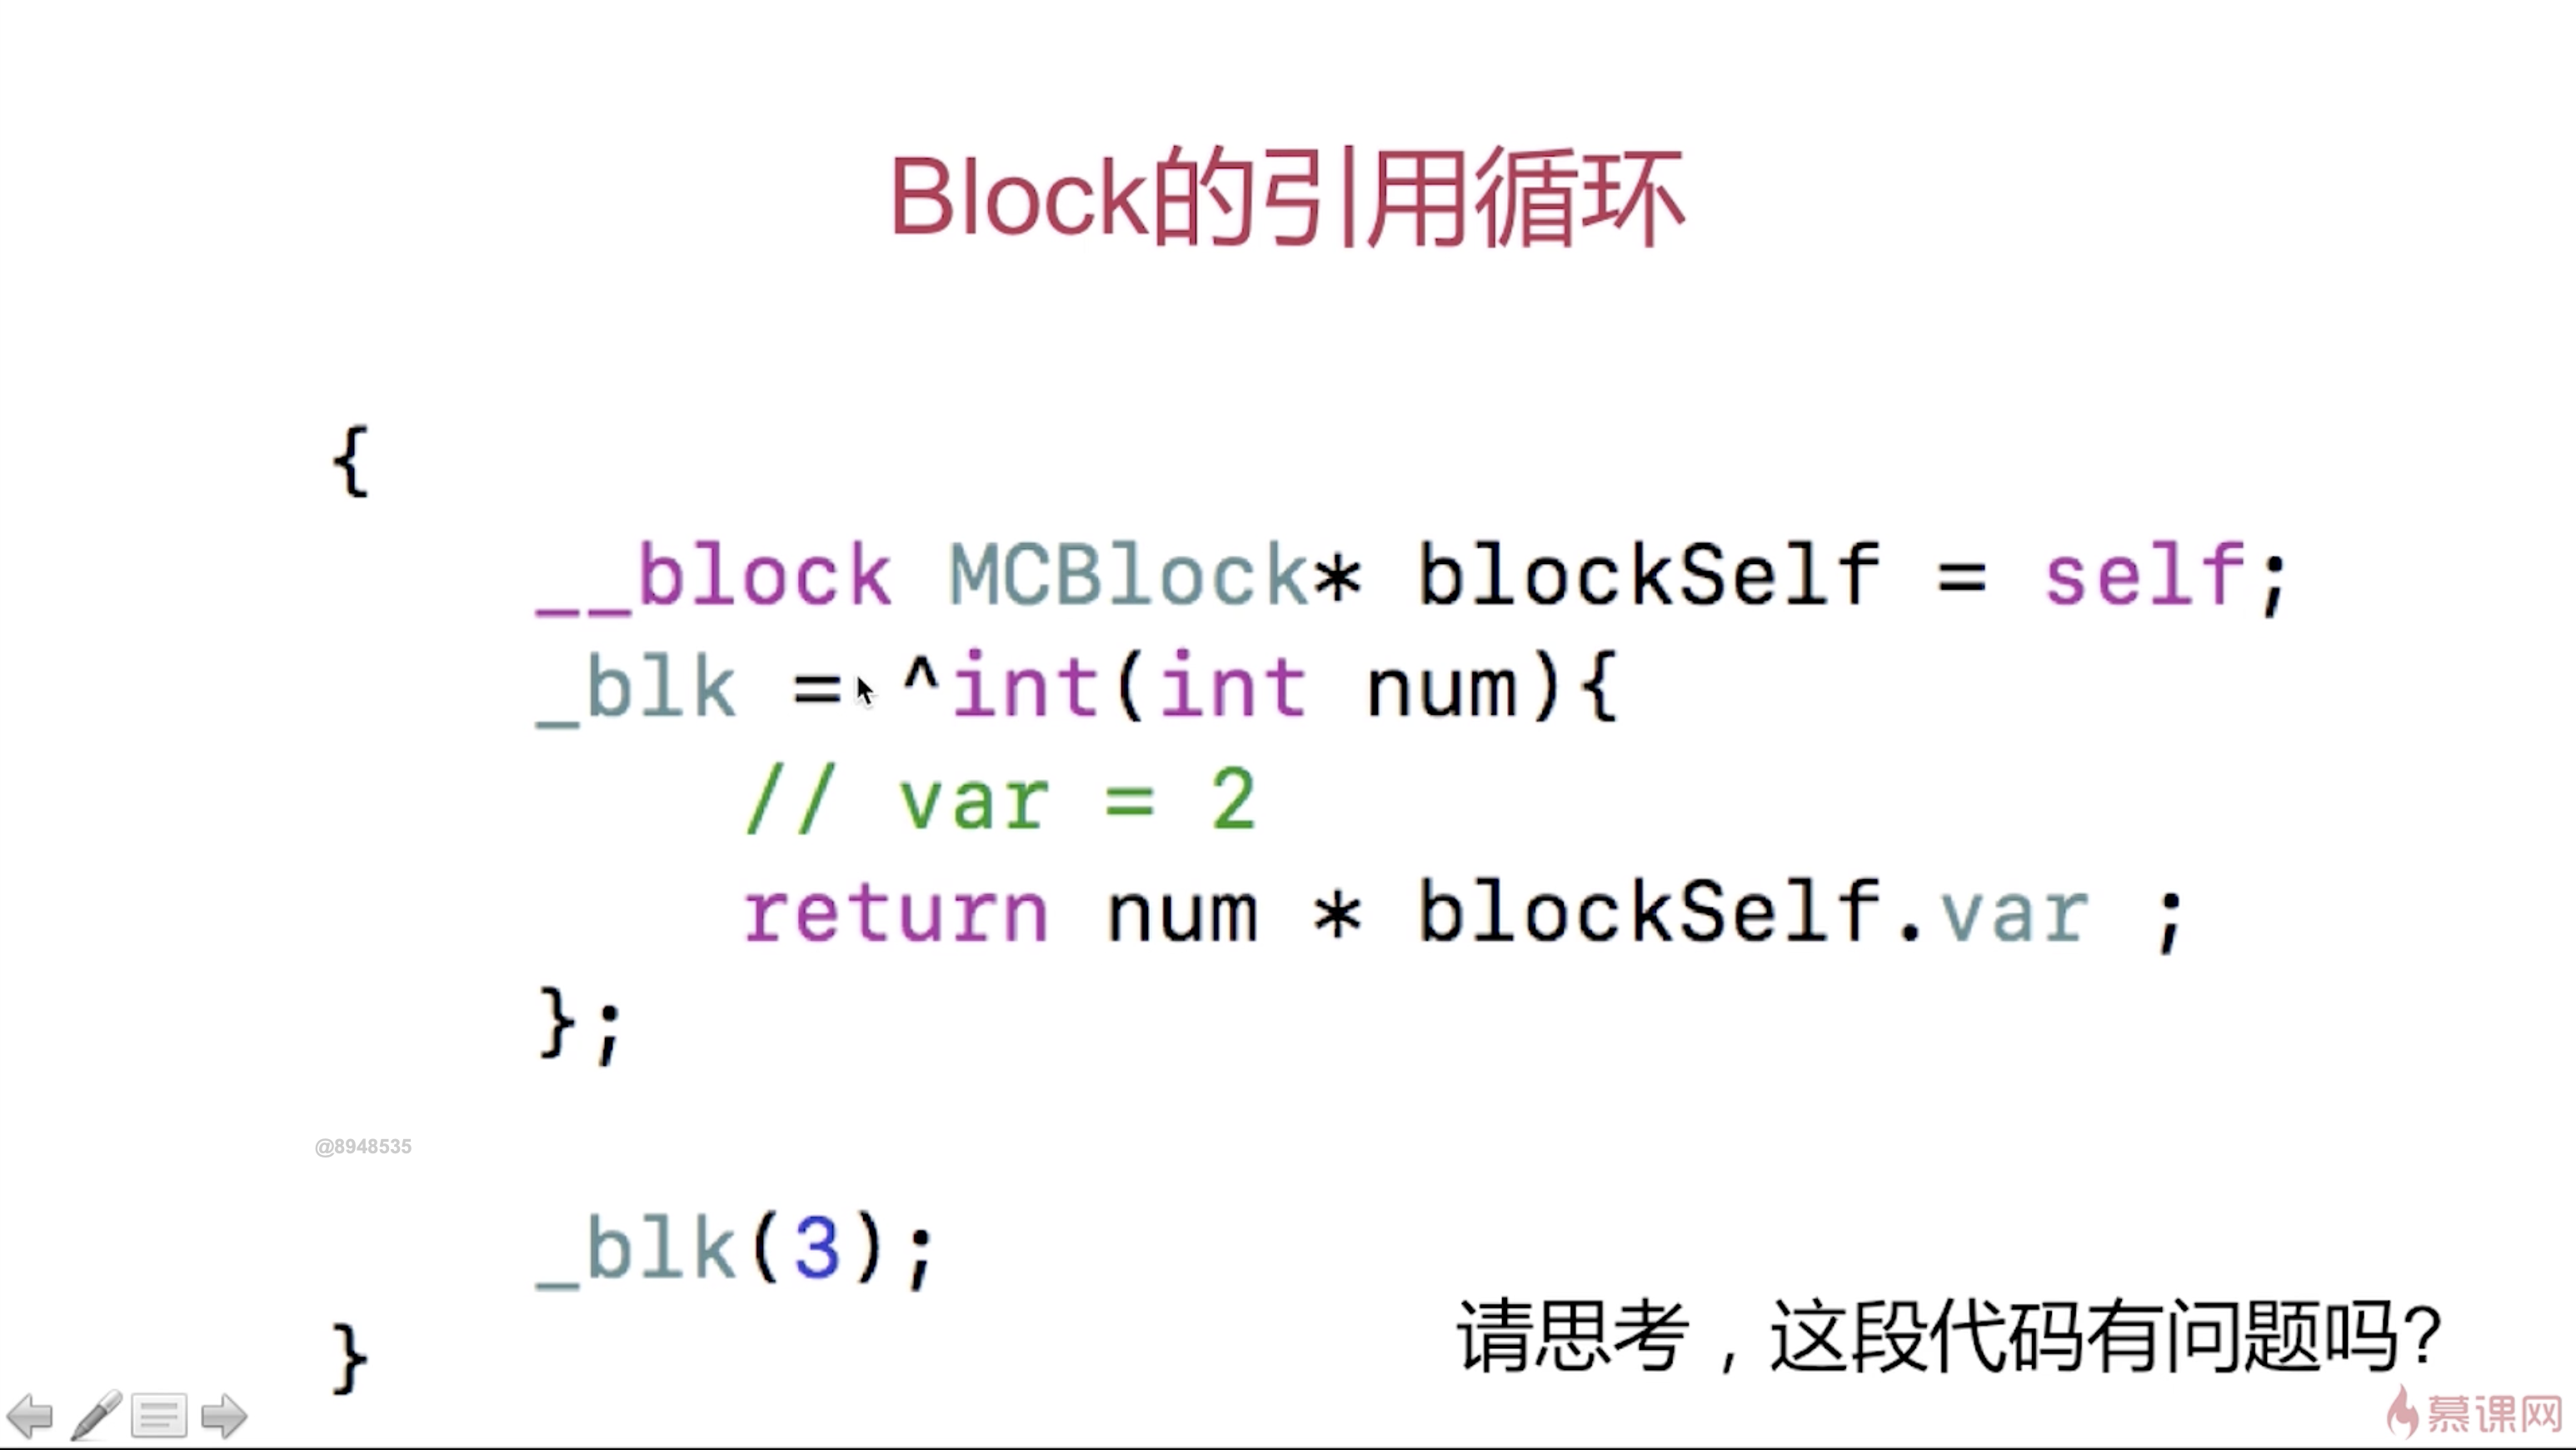 Block的引用循环
{
__block MCBlock* blockSelf = self;
_blk = ^int(int num){
// var = 2
return num * blockSelf.var ;
};
@8948535
_blk(3);
}
请思考，这段代码有问题吗?
慕课网